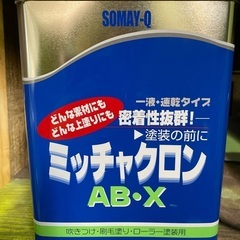 SOMAY-Q
一液・速乾タイプ
どんな素材にも
どんな上塗りにも
密着性抜群!
▶塗装の前に
ミッチャクロン
AB・X
吹きつけ・刷毛塗り・ローラー塗装用